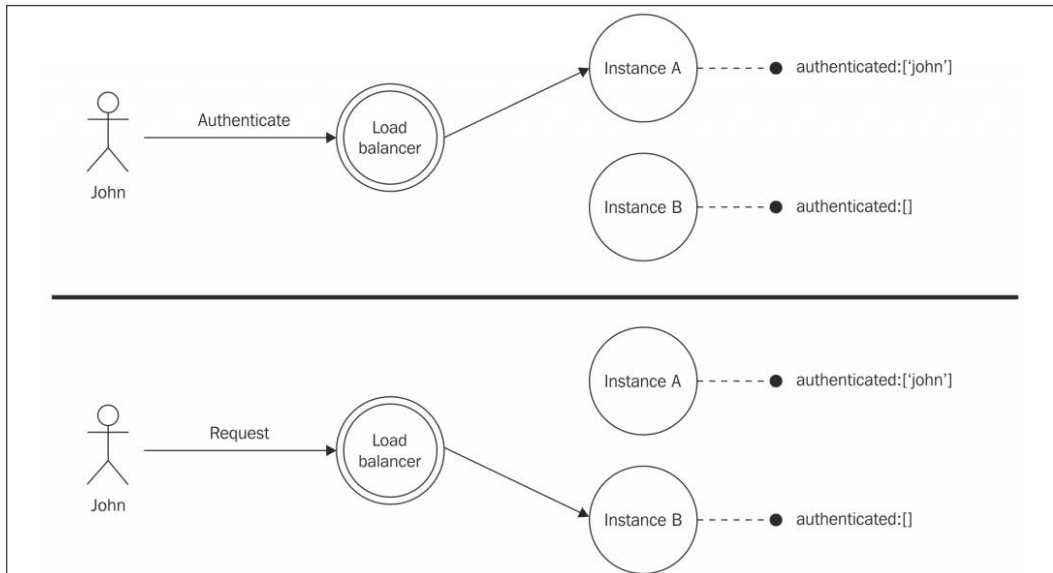 Instance A
authenticated:[‘john’]
Authenticate
Load
balancer
John
Instance B
authenticated:[]
Instance A
authenticated:[‘john’]
Request
Load
balancer
John
Instance B
authenticated:[]